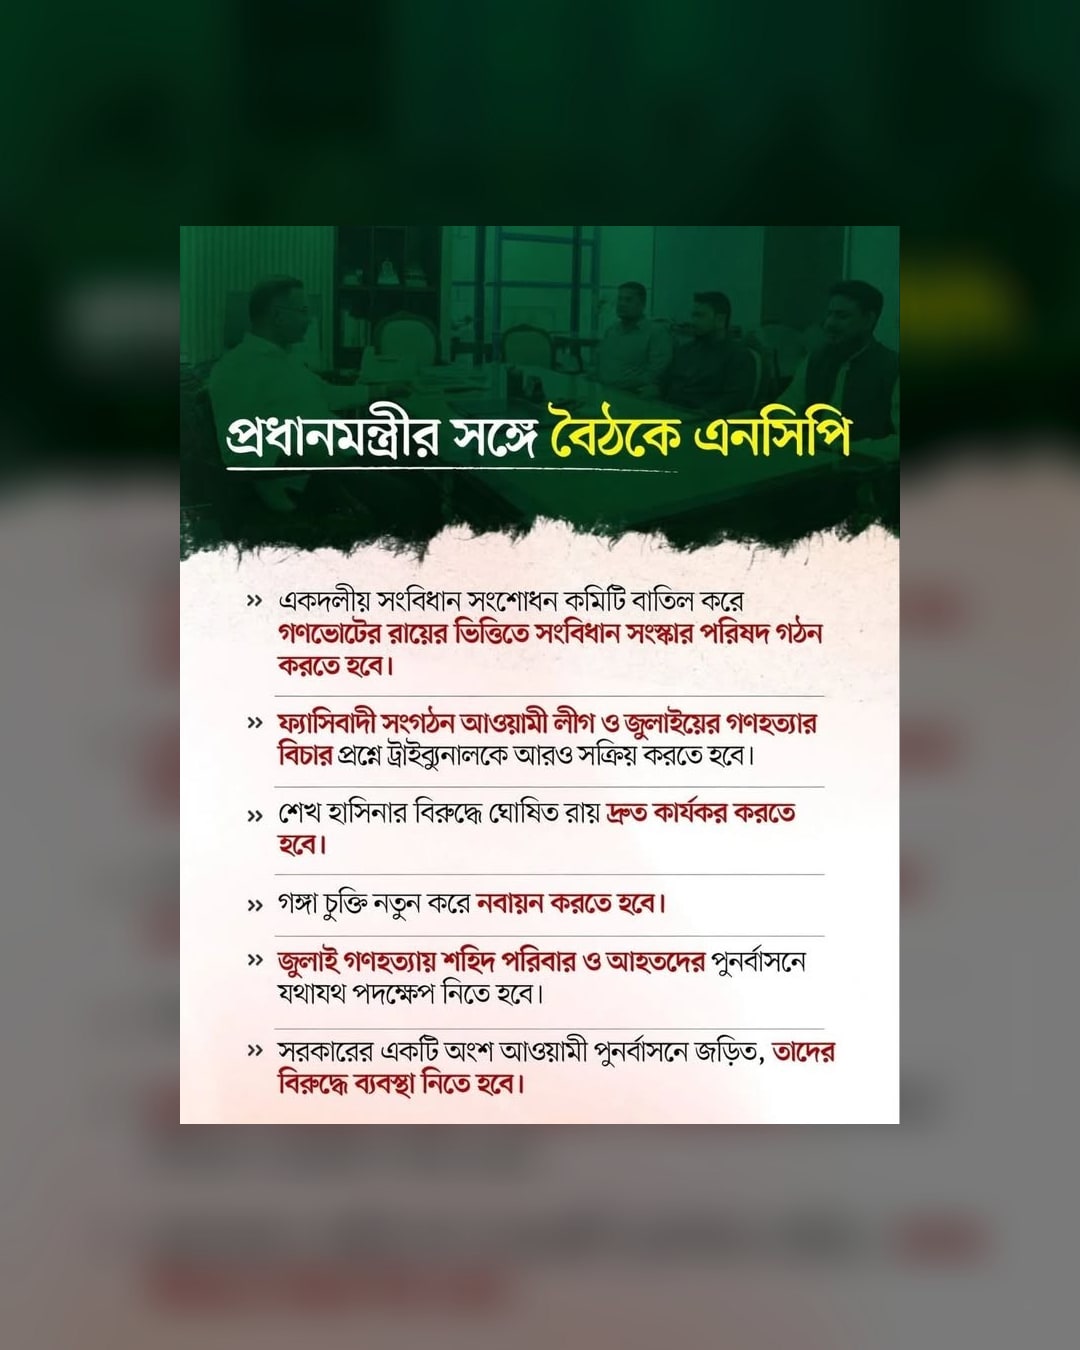 প্রধানমন্ত্রীর সঙ্গে বৈঠকে এনসিপি
» একদলীয় সংবিধান সংশোধন কমিটি বাতিল করে
গণভোটের রায়ের ভিত্তিতে সংবিধান সংস্কার পরিষদ গঠন
করতে হবে।
» ফ্যাসিবাদী সংগঠন আওয়ামী লীগ ও জুলাইয়ের গণহত্যার
বিচার প্রশ্নে ট্রাইব্যুনালকে আরও সক্রিয় করতে হবে।
» শেখ হাসিনার বিরুদ্ধে ঘোষিত রায় দ্রুত কার্যকর করতে
হবে।
» গঙ্গা চুক্তি নতুন করে নবায়ন করতে হবে।
» জুলাই গণহত্যায় শহিদ পরিবার ও আহতদের পুনর্বাসনে
যথাযথ পদক্ষেপ নিতে হবে।
» সরকারের একটি অংশ আওয়ামী পুনর্বাসনে জড়িত, তাদের
বিরুদ্ধে ব্যবস্থা নিতে হবে।